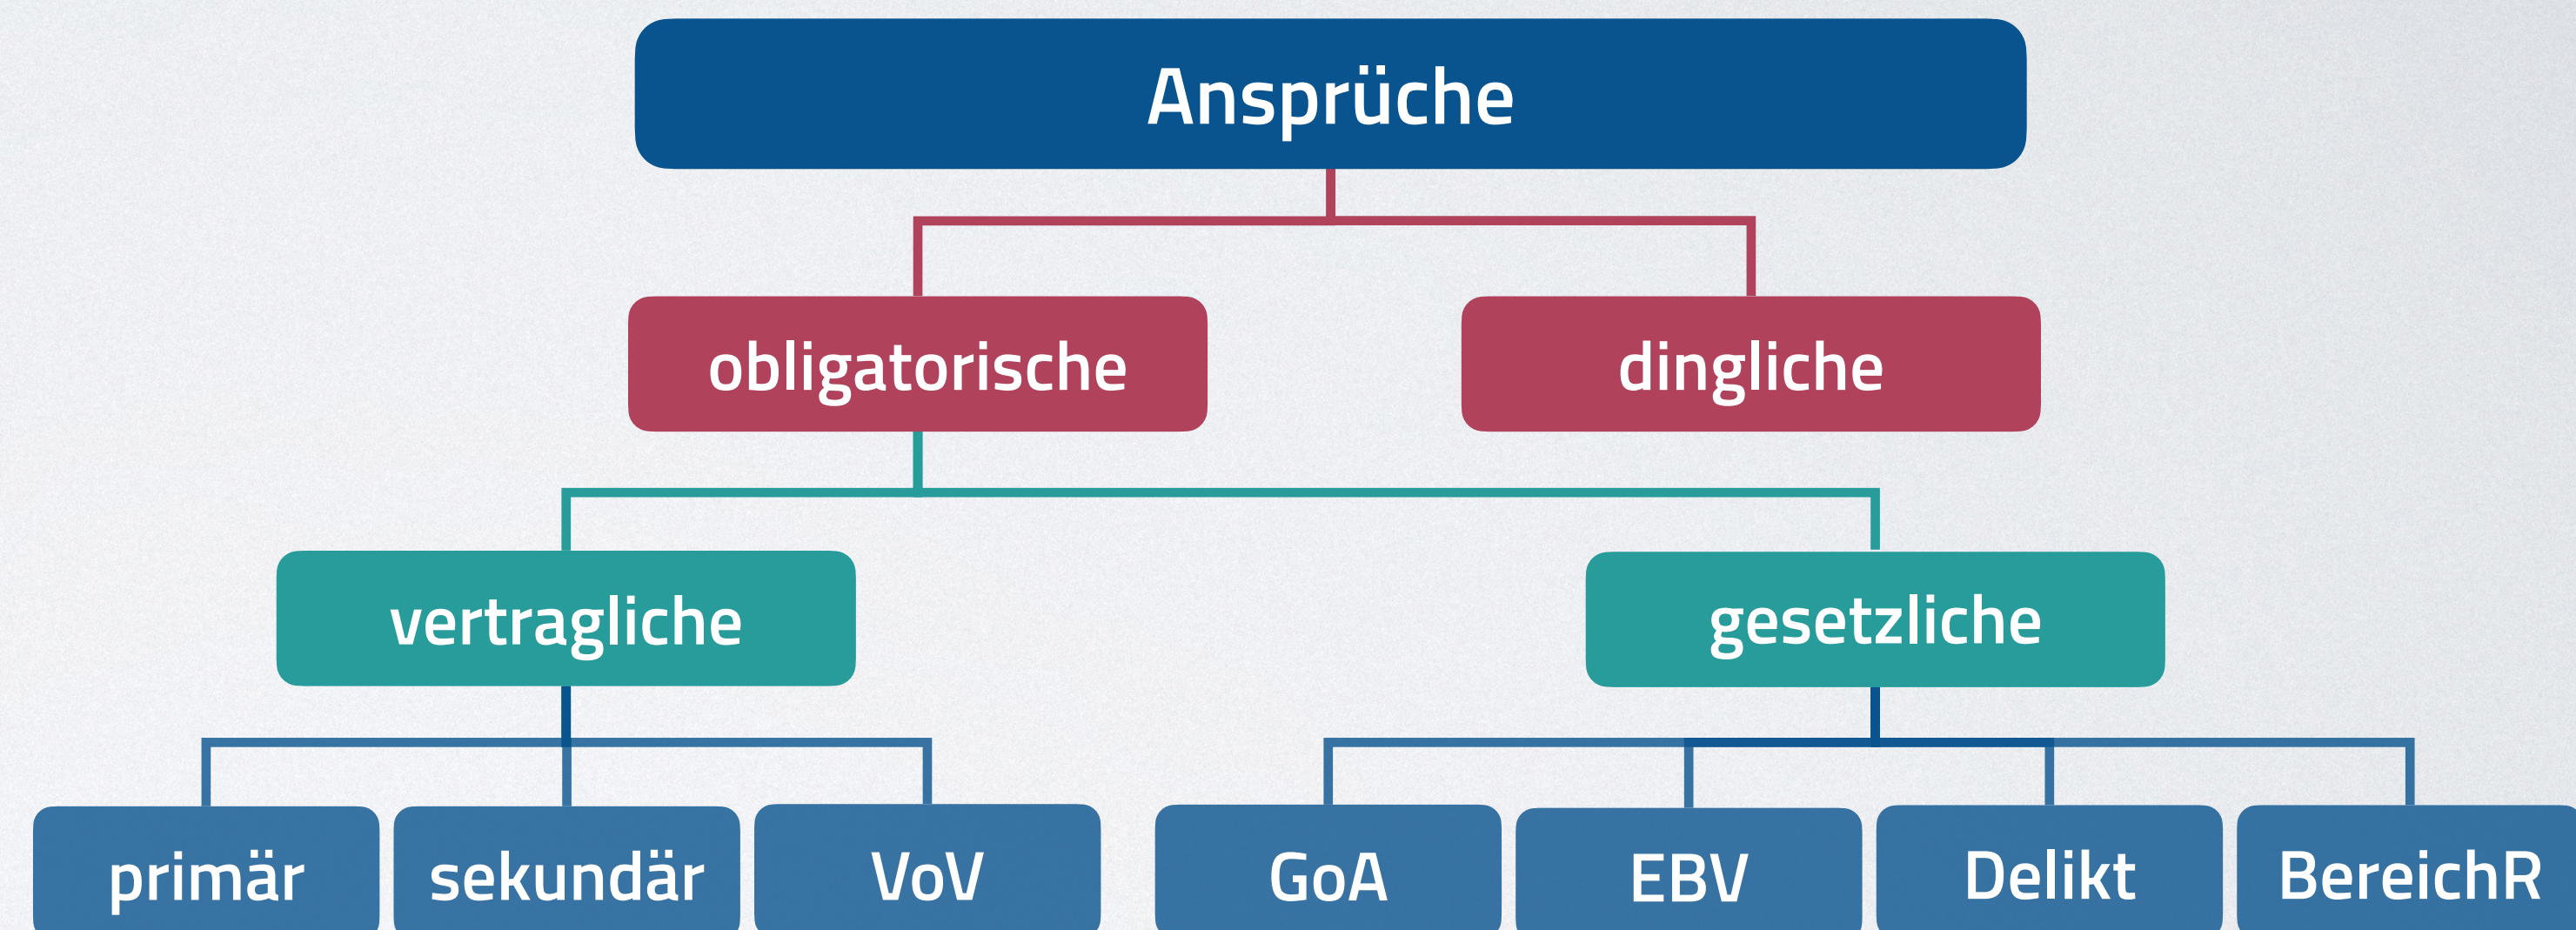 Ansprüche
obligatorische
dingliche
vertragliche
gesetzliche
primär
sekundär
VoV
GoA
EBV
Delikt
BereichR